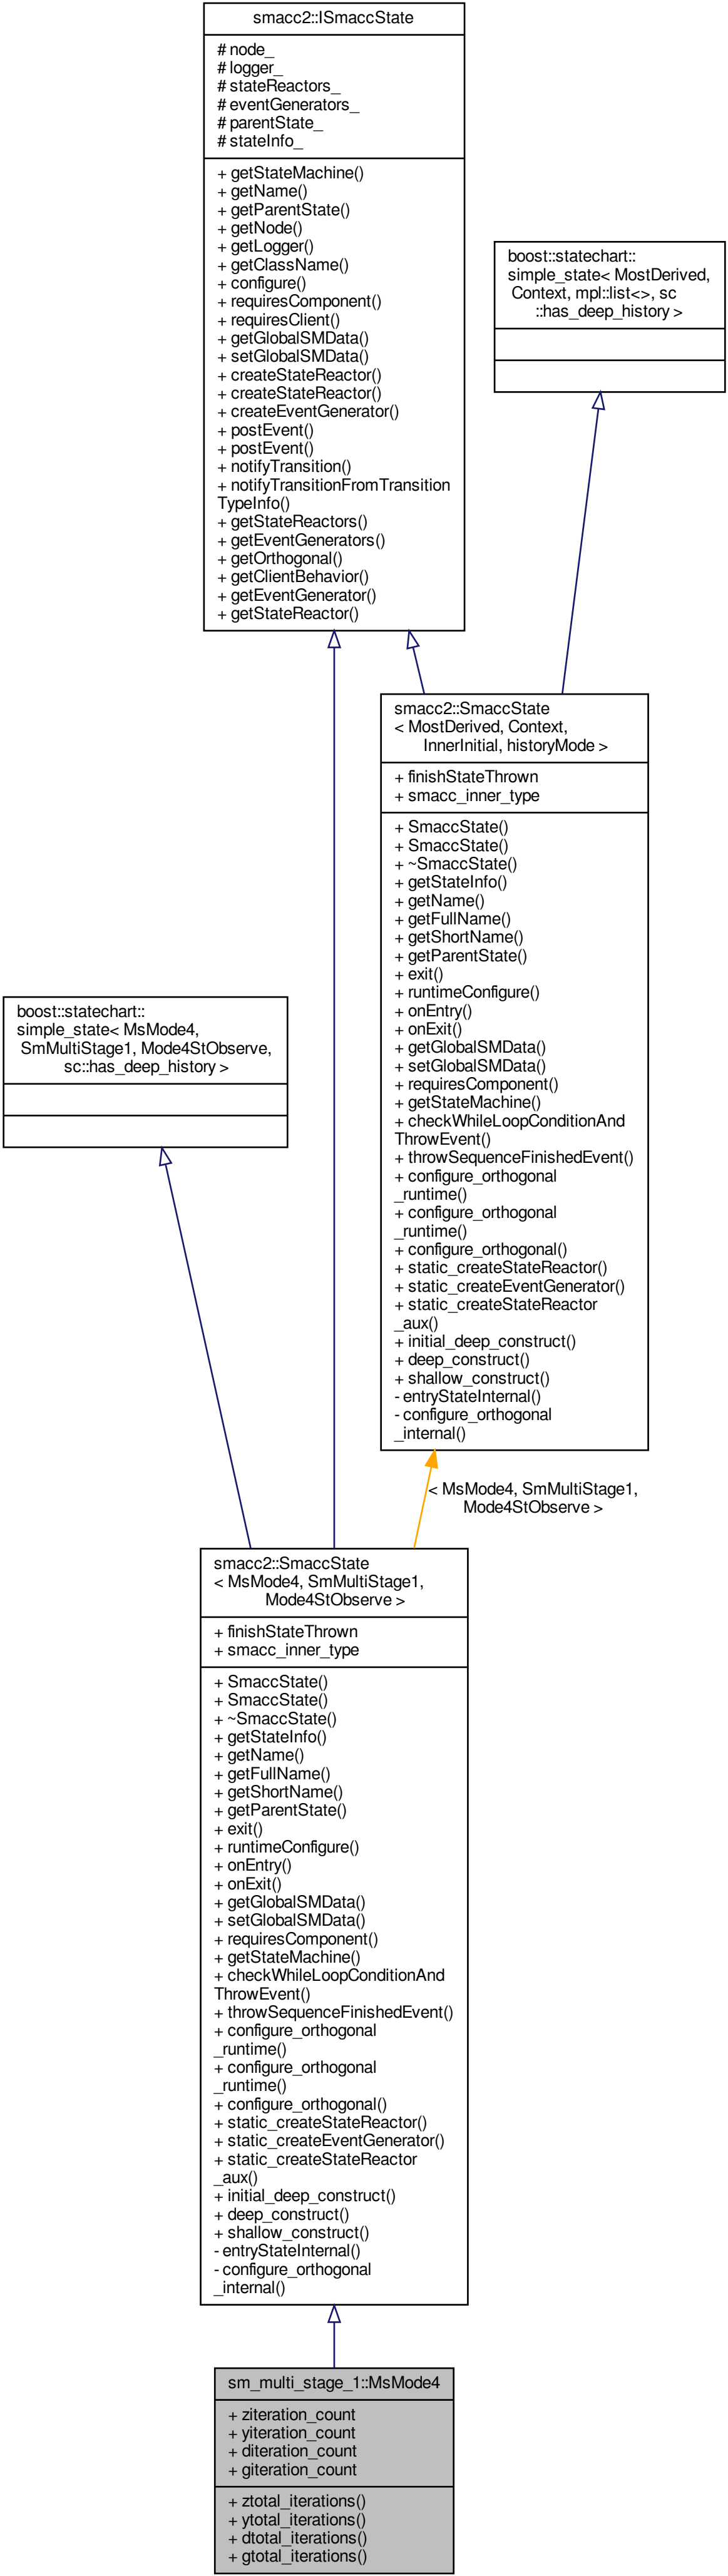 smacc2::ISmaccState
# node_
# logger_
# stateReactors_
# eventGenerators_
# parentState_
# stateInfo_
+ getStateMachine()
+ getName()
+ getParentState()
+ getNode()
+ getLogger()
+ getClassName()
+ configure()
+ requiresComponent()
+ requiresClient()
+ getGlobalSMData()
+ setGlobalSMData()
+ createStateReactor()
+ createStateReactor()
+ createEventGenerator()
+ postEvent()
+ postEvent()
+ notifyTransition()
+ notifyTransitionFromTransition
TypeInfo()
+ getStateReactors()
+ getEventGenerators()
+ getOrthogonal()
+ getClientBehavior()
+ getEventGenerator()
+ getStateReactor()
boost::statechart::
simple_state< MostDerived,
Context, mpl::list<>, sc
::has_deep_history >
smacc2::SmaccState
< MostDerived, Context,
InnerInitial, historyMode >
+ finishStateThrown
+ smacc_inner_type
+ SmaccState()
+ SmaccState()
+ ~SmaccState()
+ getStateInfo()
+ getName()
+ getFullName()
+ getShortName()
+ getParentState()
+ exit()
+ runtimeConfigure()
+ onEntry()
+ onExit()
+ getGlobalSMData()
+ setGlobalSMData()
+ requiresComponent()
+ getStateMachine()
+ checkWhileLoopConditionAnd
ThrowEvent()
+ throwSequenceFinishedEvent()
+ configure_orthogonal
_runtime()
+ configure_orthogonal
_runtime()
+ configure_orthogonal()
+ static_createStateReactor()
+ static_createEventGenerator()
+ static_createStateReactor
_aux()
+ initial_deep_construct()
+ deep_construct()
+ shallow_construct()
- entryStateInternal()
- configure_orthogonal
_internal()
boost::statechart::
simple_state< MsMode4,
SmMultiStage1, Mode4StObserve,
sc::has_deep_history >
< MsMode4, SmMultiStage1,
Mode4StObserve >
smacc2::SmaccState
< MsMode4, SmMultiStage1,
Mode4StObserve >
+ finishStateThrown
+ smacc_inner_type
+ SmaccState()
+ SmaccState()
+ ~SmaccState()
+ getStateInfo()
+ getName()
+ getFullName()
+ getShortName()
+ getParentState()
+ exit()
+ runtimeConfigure()
+ onEntry()
+ onExit()
+ getGlobalSMData()
+ setGlobalSMData()
+ requiresComponent()
+ getStateMachine()
+ checkWhileLoopConditionAnd
ThrowEvent()
+ throwSequenceFinishedEvent()
+ configure_orthogonal
_runtime()
+ configure_orthogonal
_runtime()
+ configure_orthogonal()
+ static_createStateReactor()
+ static_createEventGenerator()
+ static_createStateReactor
_aux()
+ initial_deep_construct()
+ deep_construct()
+ shallow_construct()
- entryStateInternal()
- configure_orthogonal
_internal()
sm_multi_stage_1::MsMode4
+ ziteration_count
+ yiteration_count
+ diteration_count
+ giteration_count
+ ztotal_iterations()
+ ytotal_iterations()
+ dtotal_iterations()
+ gtotal_iterations()